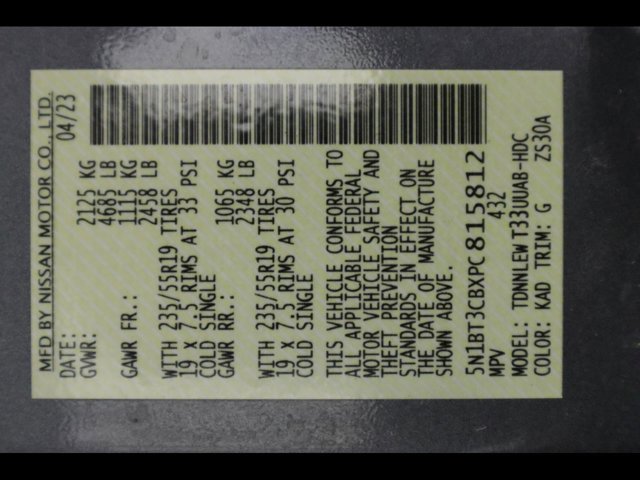 MFD BY NISSAN MOTOR CO., LTD.
DATE: 04/23
GVWR: 2125 KG
4685 LB
GAWR FR.: 1115 KG
2458 LB
WITH 235/55R19 TIRES
19 x 7.5 RIMS AT 33 PSI
COLD SINGLE
GAWR RR.: 1065 KG
2348 LB
WITH 235/55R19 TIRES
19 x 7.5 RIMS AT 30 PSI
COLD SINGLE
THIS VEHICLE CONFORMS TO
ALL APPLICABLE FEDERAL
MOTOR VEHICLE SAFETY AND
THEFT PREVENTION
STANDARDS IN EFFECT ON
THE DATE OF MANUFACTURE
SHOWN ABOVE.
5N1BT3CBXPC815812
MPV 432
MODEL: TDNNLEW T33UUAB-HDC
COLOR: KAD TRIM: G ZS30A